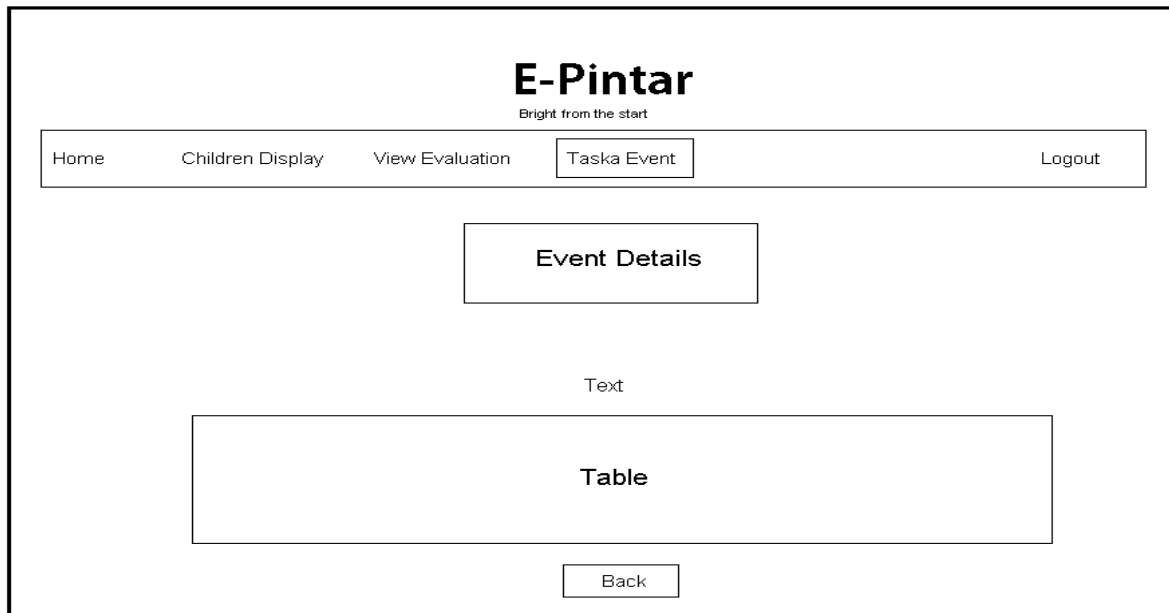 E-Pintar
Bright from the start
Home Children Display View Evaluation Taska Event Logout
Event Details
Text
Table
Back